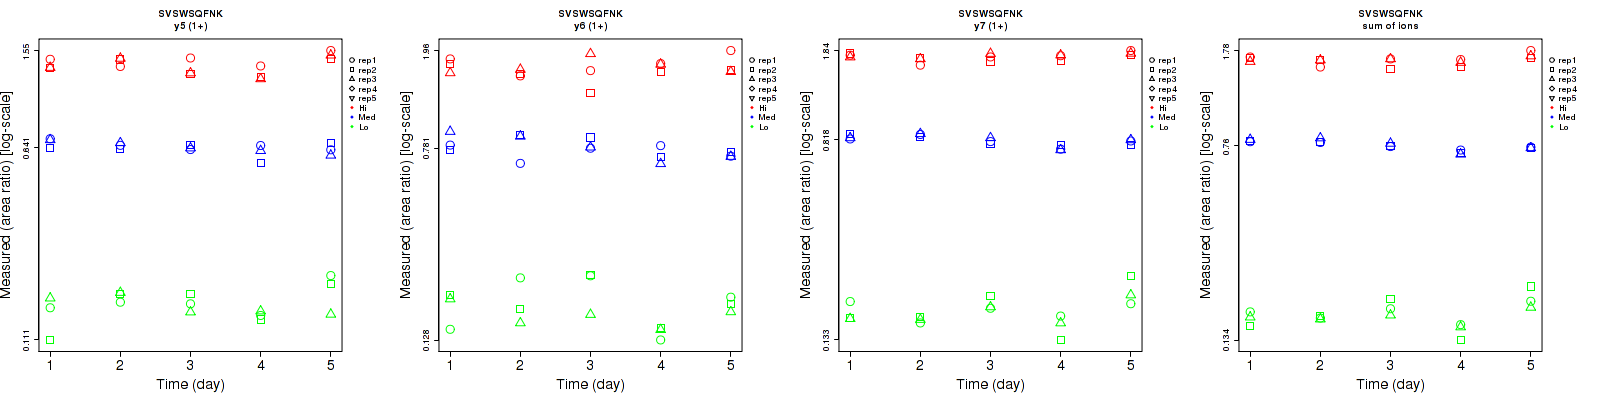 SVSWSQFNK
y5 (1+)
Measured (area ratio) [log-scale]
1.55
0.841
0.111
1 2 3 4 5
Time (day)
rep1
rep2
rep3
rep4
rep5
Hi
Med
Lo
SVSWSQFNK
y6 (1+)
Measured (area ratio) [log-scale]
1.96
0.781
0.128
1 2 3 4 5
Time (day)
rep1
rep2
rep3
rep4
rep5
Hi
Med
Lo
SVSWSQFNK
y7 (1+)
Measured (area ratio) [log-scale]
1.84
0.818
0.133
1 2 3 4 5
Time (day)
rep1
rep2
rep3
rep4
rep5
Hi
Med
Lo
SVSWSQFNK
sum of ions
Measured (area ratio) [log-scale]
1.78
0.76
0.134
1 2 3 4 5
Time (day)
rep1
rep2
rep3
rep4
rep5
Hi
Med
Lo